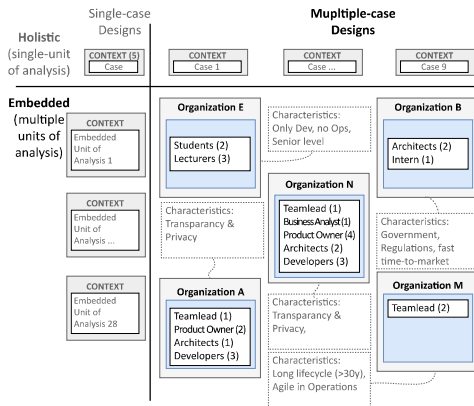 Single-case
Designs
Mupltiple-case
Designs
Holistic
(single-unit
of analysis)
CONTEXT (5)
Case
CONTEXT
Case 1
CONTEXT
Case ...
CONTEXT
Case 9
Embedded
(multiple
units of
analysis)
CONTEXT
Embedded
Unit of
Analysis 1
CONTEXT
Embedded
Unit of
Analysis ...
CONTEXT
Embedded
Unit of
Analysis 28
Organization E
Students (2)
Lecturers (3)
Characteristics:
Only Dev, no Ops,
Senior level
Organization B
Architects (2)
Intern (1)
Characteristics:
Transparency &
Privacy
Organization N
Teamlead (1)
Business Analyst (1)
Product Owner (4)
Architects (2)
Developers (3)
Characteristics:
Government,
Regulations, fast
time-to-market
Organization A
Teamlead (1)
Product Owner (2)
Architects (1)
Developers (3)
Characteristics:
Transparency &
Privacy,
Organization M
Teamlead (2)
Characteristics:
Long lifecycle (>30y),
Agile in Operations